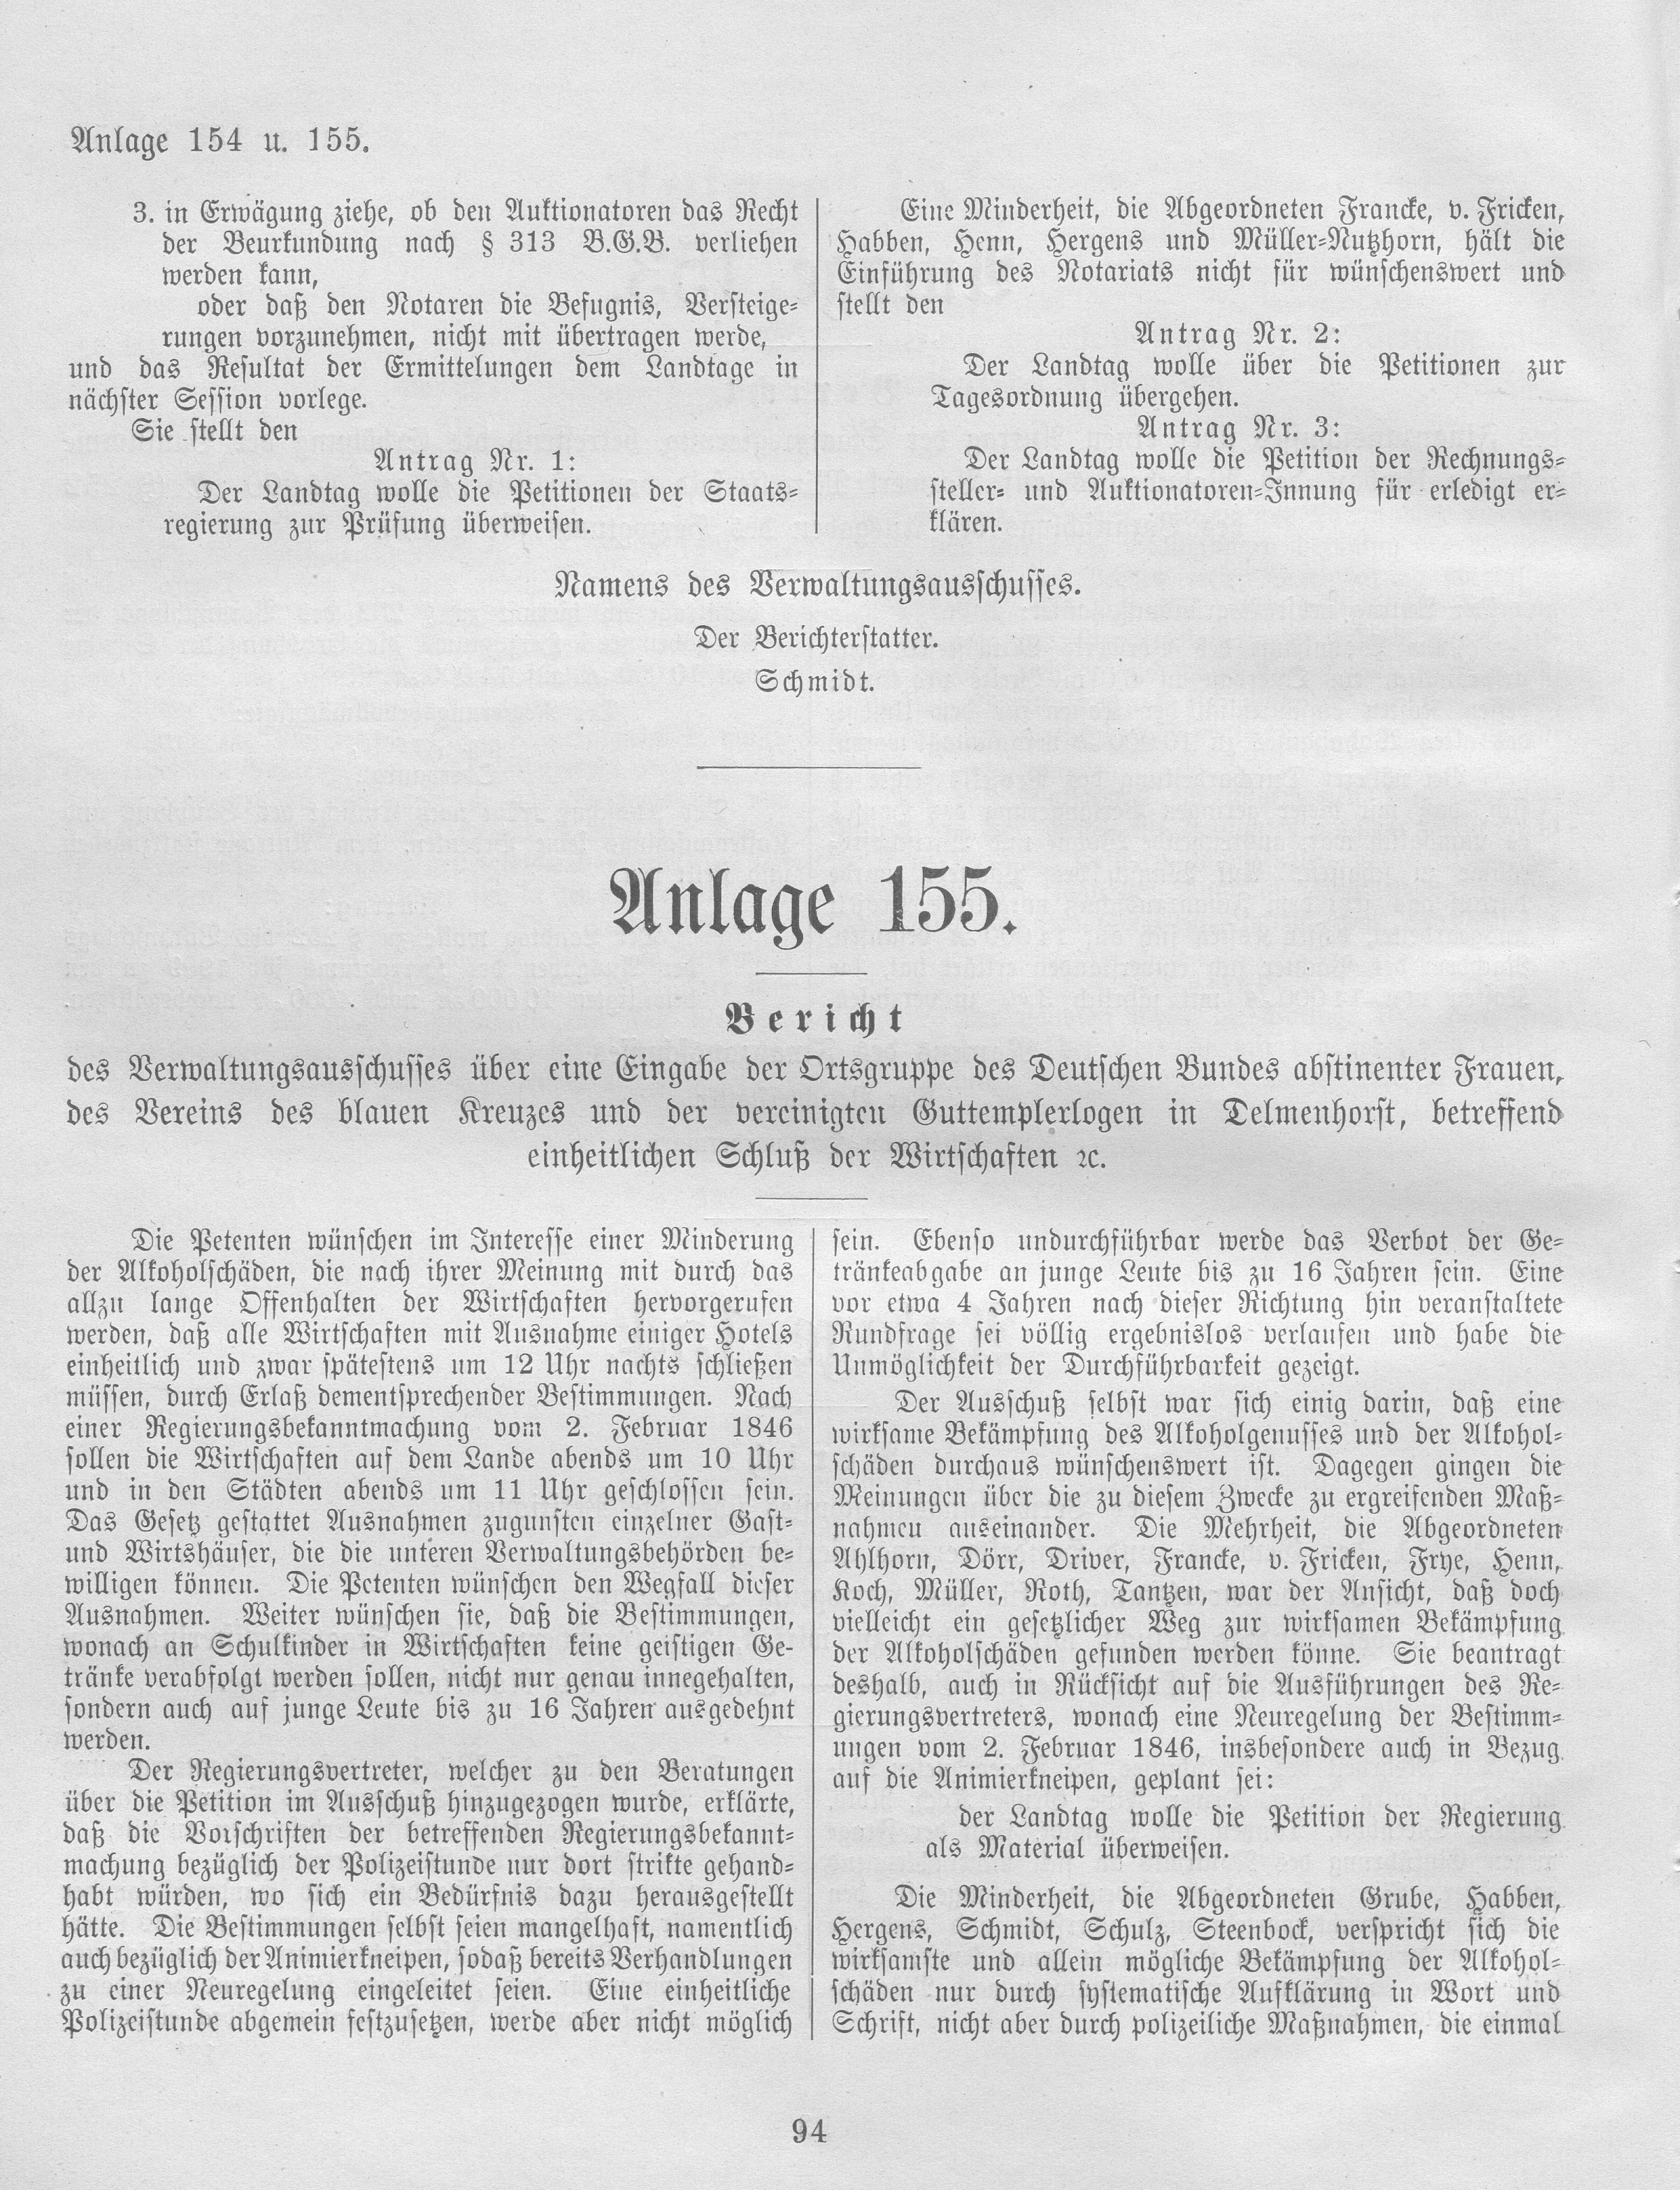 Anlage 154 u. 155.
3. in Erwägung ziehe, ob den Auktionatoren das Recht
der Beurkundung nach § 313 B.G.B. verliehen
werden kann,
oder daß den Notaren die Befugnis, Versteige-
rungen vorzunehmen, nicht mit übertragen werde,
und das Resultat der Ermittelungen dem Landtage in
nächster Session vorlege.
Sie stellt den
Antrag Nr. 1:
Der Landtag wolle die Petitionen der Staats-
regierung zur Prüfung überweisen.
Eine Minderheit, die Abgeordneten Francke, v. Fricken,
Habben, Henn, Hergens und Müller-Nutzhorn, hält die
Einführung des Notariats nicht für wünschenswert und
stellt den
Antrag Nr. 2:
Der Landtag wolle über die Petitionen zur
Tagesordnung übergehen.
Antrag Nr. 3:
Der Landtag wolle die Petition der Rechnungs-
steller- und Auktionatoren-Innung für erledigt er-
klären.
Namens des Verwaltungsausschusses.
Der Berichterstatter.
Schmidt.
Anlage 155.
Bericht
des Verwaltungsausschusses über eine Eingabe der Ortsgruppe des Deutschen Bundes abstinenter Frauen,
des Vereins des blauen Kreuzes und der vereinigten Guttemplerlogen in Delmenhorst, betreffend
einheitlichen Schluß der Wirtschaften ꝛc.
Die Petenten wünschen im Interesse einer Minderung
der Alkoholschäden, die nach ihrer Meinung mit durch das
allzu lange Offenhalten der Wirtschaften hervorgerufen
werden, daß alle Wirtschaften mit Ausnahme einiger Hotels
einheitlich und zwar spätestens um 12 Uhr nachts schließen
müssen, durch Erlaß dementsprechender Bestimmungen. Nach
einer Regierungsbekanntmachung vom 2. Februar 1846
sollen die Wirtschaften auf dem Lande abends um 10 Uhr
und in den Städten abends um 11 Uhr geschlossen sein.
Das Gesetz gestattet Ausnahmen zugunsten einzelner Gast-
und Wirtshäuser, die die unteren Verwaltungsbehörden be-
willigen können. Die Petenten wünschen den Wegfall dieser
Ausnahmen. Weiter wünschen sie, daß die Bestimmungen,
wonach an Schulkinder in Wirtschaften keine geistigen Ge-
tränke verabfolgt werden sollen, nicht nur genau innegehalten,
sondern auch auf junge Leute bis zu 16 Jahren ausgedehnt
werden.
Der Regierungsvertreter, welcher zu den Beratungen
über die Petition im Ausschuß hinzugezogen wurde, erklärte,
daß die Vorschriften der betreffenden Regierungsbekannt-
machung bezüglich der Polizeistunde nur dort strikte gehand-
habt würden, wo sich ein Bedürfnis dazu herausgestellt
hätte. Die Bestimmungen selbst seien mangelhaft, namentlich
auch bezüglich der Animierkneipen, sodaß bereits Verhandlungen
zu einer Neuregelung eingeleitet seien. Eine einheitliche
Polizeistunde abgemein festzusetzen, werde aber nicht möglich
sein. Ebenso undurchführbar werde das Verbot der Ge-
tränkeabgabe an junge Leute bis zu 16 Jahren sein. Eine
vor etwa 4 Jahren nach dieser Richtung hin veranstaltete
Rundfrage sei völlig ergebnislos verlaufen und habe die
Unmöglichkeit der Durchführbarkeit gezeigt.
Der Ausschuß selbst war sich einig darin, daß eine
wirksame Bekämpfung des Alkoholgenusses und der Alkohol-
schäden durchaus wünschenswert ist. Dagegen gingen die
Meinungen über die zu diesem Zwecke zu ergreifenden Maß-
nahmen auseinander. Die Mehrheit, die Abgeordneten
Ahlhorn, Dörr, Driver, Francke, v. Fricken, Frye, Henn,
Koch, Müller, Roth, Tantzen, war der Ansicht, daß doch
vielleicht ein gesetzlicher Weg zur wirksamen Bekämpfung
der Alkoholschäden gefunden werden könne. Sie beantragt
deshalb, auch in Rücksicht auf die Ausführungen des Re-
gierungsvertreters, wonach eine Neuregelung der Bestimm-
ungen vom 2. Februar 1846, insbesondere auch in Bezug
auf die Animierkneipen, geplant sei:
der Landtag wolle die Petition der Regierung
als Material überweisen.
Die Minderheit, die Abgeordneten Grube, Habben,
Hergens, Schmidt, Schulz, Steenbock, verspricht sich die
wirksamste und allein mögliche Bekämpfung der Alkohol-
schäden nur durch systematische Aufklärung in Wort und
Schrift, nicht aber durch polizeiliche Maßnahmen, die einmal
94